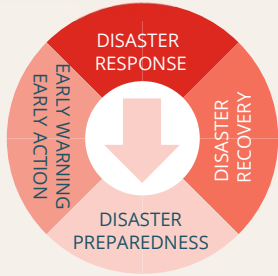 DISASTER
RESPONSE
EARLY WARNING
EARLY ACTION
DISASTER
RECOVERY
DISASTER
PREPAREDNESS